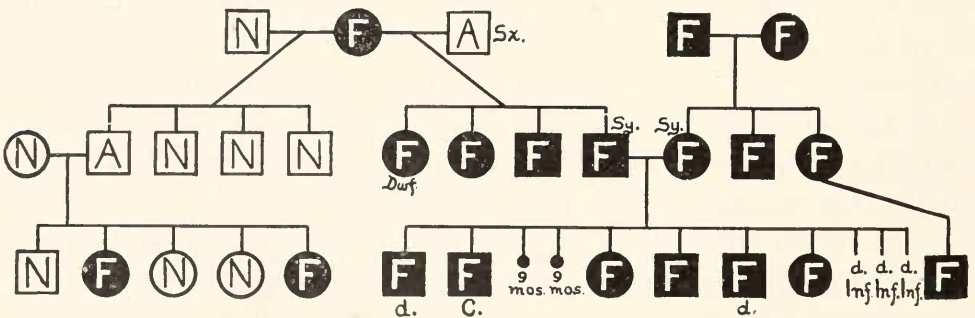 N F A Sx. F F
N A N N N F F F F Sy. Sy. F F F
Dwf.
N F N N F F F 9 mos. 9 mos. F F F F d. Inf. d. Inf. d. Inf. F
d. C. d.